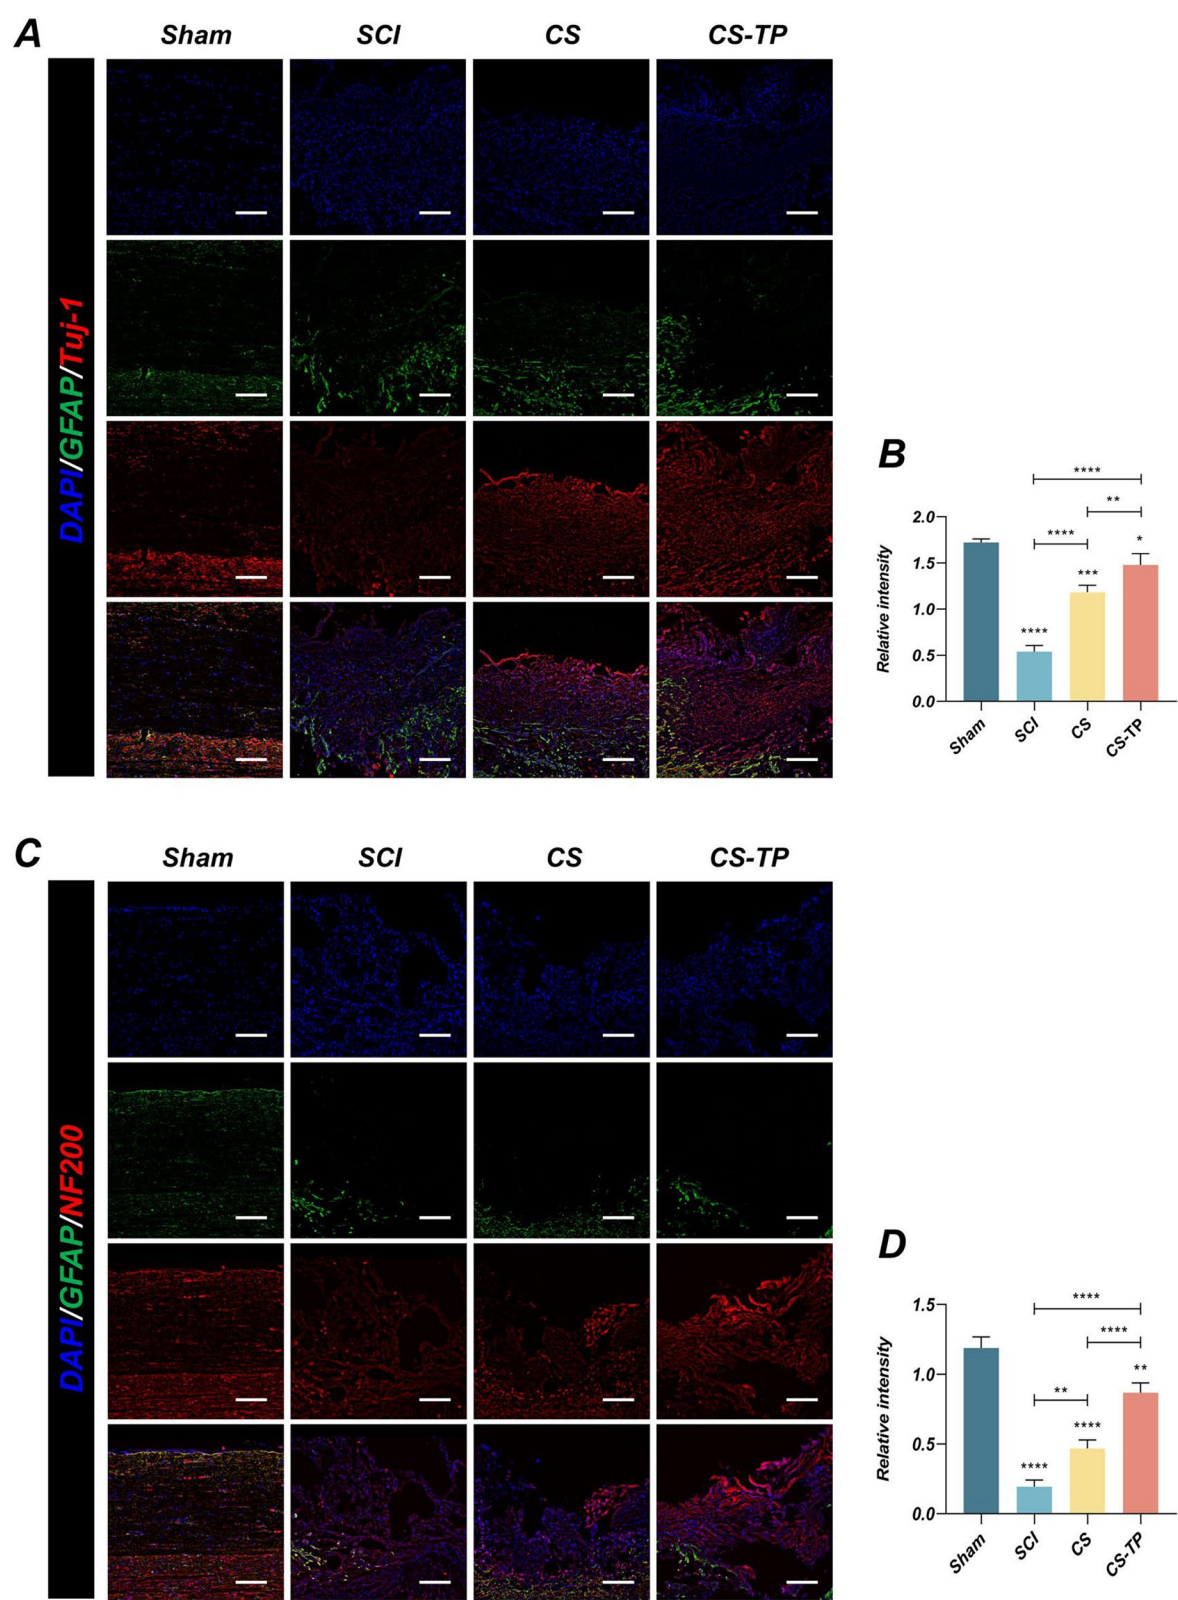 A
Sham SCI CS CS-TP
DAPI/GFAP/Tuj-1
B
****
**
****
*
***
****
Relative intensity
2.0
1.5
1.0
0.5
0.0
Sham SCI CS CS-TP
C
Sham SCI CS CS-TP
DAPI/GFAP/NF200
D
****
****
**
**
****
****
Relative intensity
1.5
1.0
0.5
0.0
Sham SCI CS CS-TP